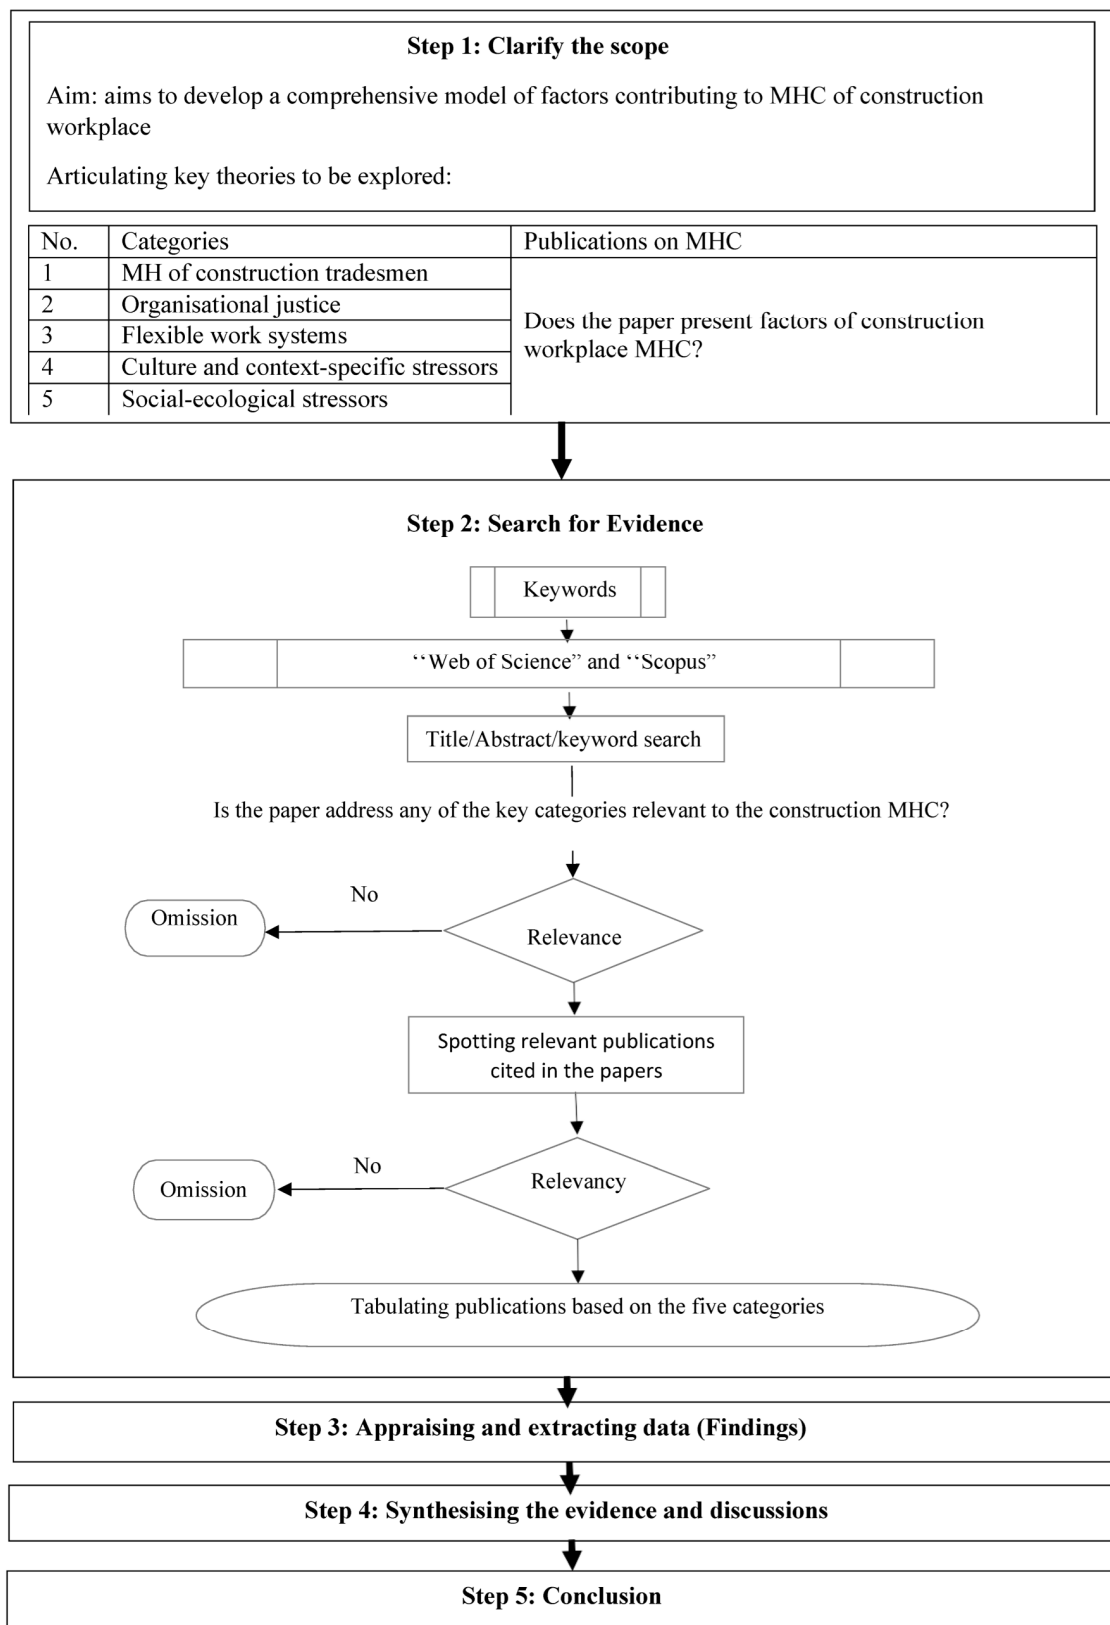 Step 1: Clarify the scope
Aim: aims to develop a comprehensive model of factors contributing to MHC of construction
workplace
Articulating key theories to be explored:
No. Categories Publications on MHC
1 MH of construction tradesmen
2 Organisational justice
3 Flexible work systems
4 Culture and context-specific stressors
5 Social-ecological stressors
Does the paper present factors of construction
workplace MHC?
Step 2: Search for Evidence
Keywords
‘‘Web of Science” and ‘‘Scopus”
Title/Abstract/keyword search
Is the paper address any of the key categories relevant to the construction MHC?
No
Omission
Relevance
Spotting relevant publications
cited in the papers
No
Omission
Relevancy
Tabulating publications based on the five categories
Step 3: Appraising and extracting data (Findings)
Step 4: Synthesising the evidence and discussions
Step 5: Conclusion